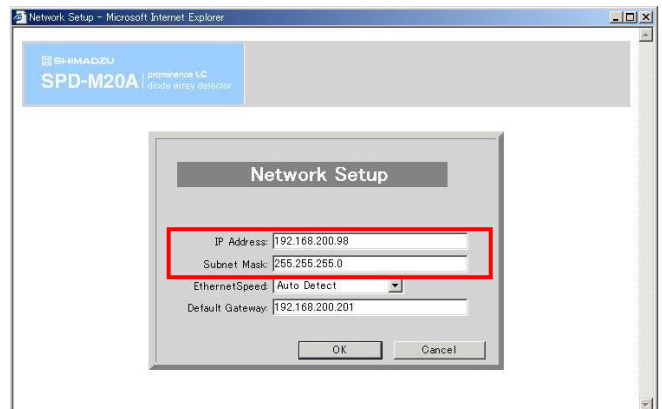 Network Setup - Microsoft Internet Explorer
SHIMADZU
SPD-M20A
prominence LC
diode array detector
Network Setup
IP Address: 192.168.200.98
Subnet Mask: 255.255.255.0
EthernetSpeed: Auto Detect
Default Gateway: 192.168.200.201
OK Cancel